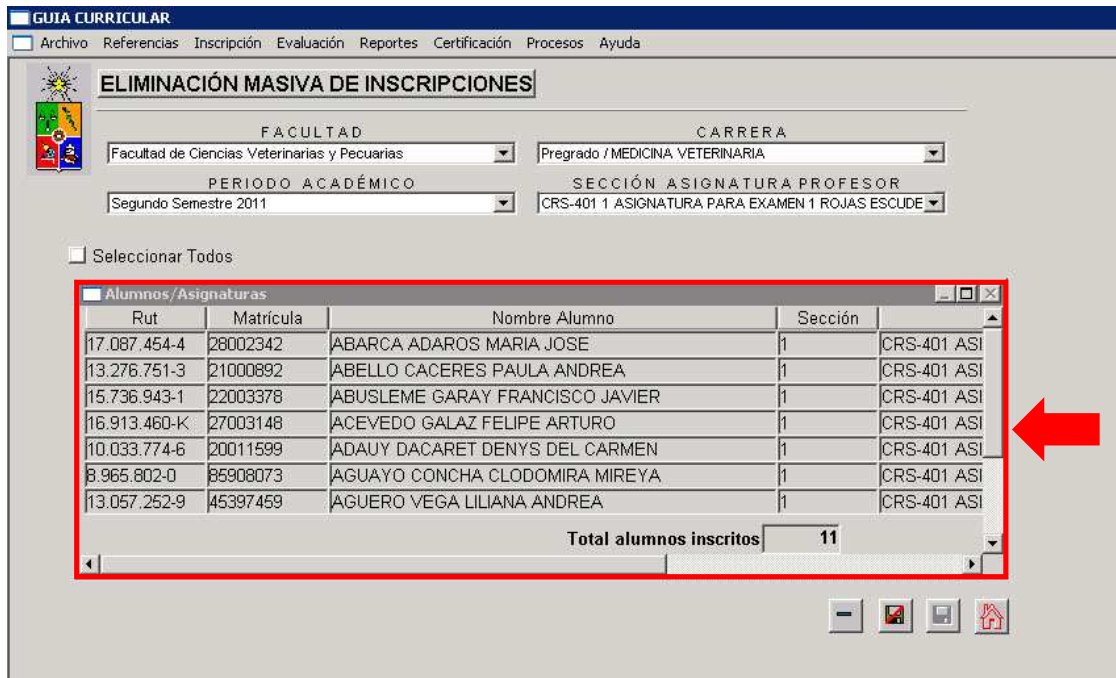 GUIA CURRICULAR
Archivo Referencias Inscripción Evaluación Reportes Certificación Procesos Ayuda
ELIMINACIÓN MASIVA DE INSCRIPCIONES
FACULTAD CARRERA
Facultad de Ciencias Veterinarias y Pecuarias Pregrado / MEDICINA VETERINARIA
PERIODO ACADÉMICO SECCIÓN ASIGNATURA PROFESOR
Segundo Semestre 2011 CRS-401 1 ASIGNATURA PARA EXAMEN 1 ROJAS ESCUDE
Seleccionar Todos
Alumnos/Asignaturas
Rut Matrícula Nombre Alumno Sección
17.087.454-4 28002342 ABARCA ADAROS MARIA JOSE 1 CRS-401 ASI
13.276.751-3 21000892 ABELLO CACERES PAULA ANDREA 1 CRS-401 ASI
15.736.943-1 22003378 ABUSLEME GARAY FRANCISCO JAVIER 1 CRS-401 ASI
16.913.460-K 27003148 ACEVEDO GALAZ FELIPE ARTURO 1 CRS-401 ASI
10.033.774-6 20011599 ADAUY DACARET DENYS DEL CARMEN 1 CRS-401 ASI
8.965.802-0 85908073 AGUAYO CONCHA CLODOMIRA MIREYA 1 CRS-401 ASI
13.057.252-9 45397459 AGUERO VEGA LILIANA ANDREA 1 CRS-401 ASI
Total alumnos inscritos 11